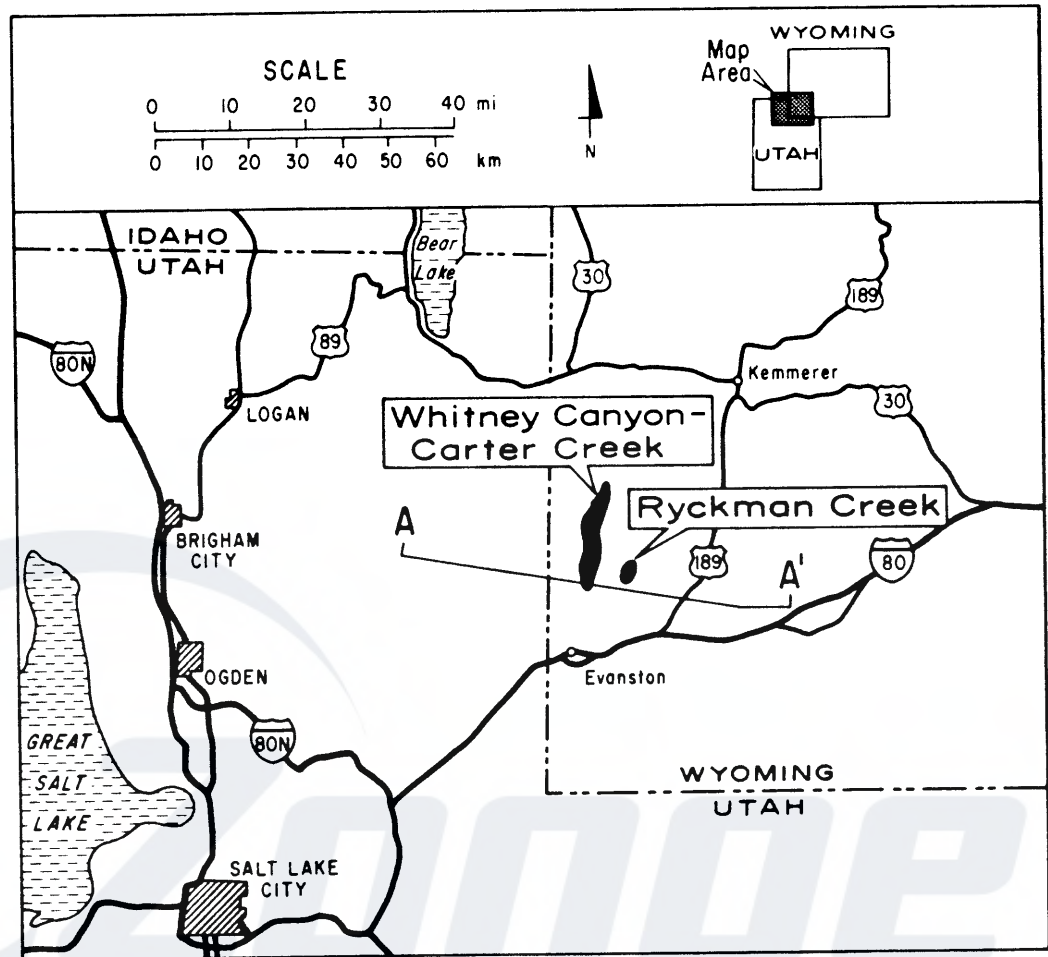 WYOMING
Map
Area
UTAH
SCALE
0 10 20 30 40 mi
0 10 20 30 40 50 60 km
N
IDAHO
UTAH
Bear
Lake
30
189
89
80N
Kemmerer
LOGAN
30
Whitney Canyon-
Carter Creek
Ryckman Creek
A
BRIGHAM
CITY
189
A'
80
OGDEN
Evanston
80N
GREAT
SALT
LAKE
WYOMING
UTAH
SALT LAKE
CITY